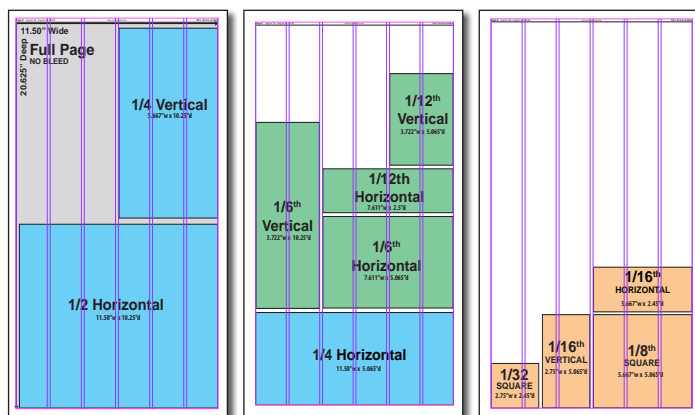 11.50" Wide
20.625" Deep
Full Page
NO BLEED
1/4 Vertical
5.667"w x 10.25"d
1/2 Horizontal
11.50"w x 10.25"d
1/12th
Vertical
3.722"w x 5.065"d
1/6th
Vertical
3.722"w x 10.25"d
1/12th
Horizontal
7.611"w x 2.5"d
1/6th
Horizontal
7.611"w x 5.065"d
1/4 Horizontal
11.50"w x 5.065"d
1/16th
HORIZONTAL
5.667"w x 2.45"d
1/16th
VERTICAL
2.75"w x 5.065"d
1/8th
SQUARE
5.667"w x 5.065"d
1/32
SQUARE
2.75"w x 2.45"d